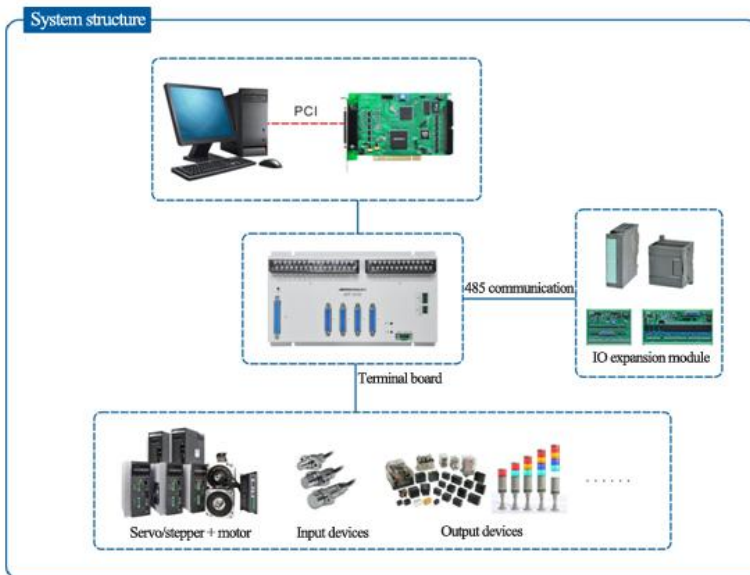 System structure
PCI
485 communication
IO expansion module
Terminal board
Servo/stepper + motor
Input devices
Output devices
......